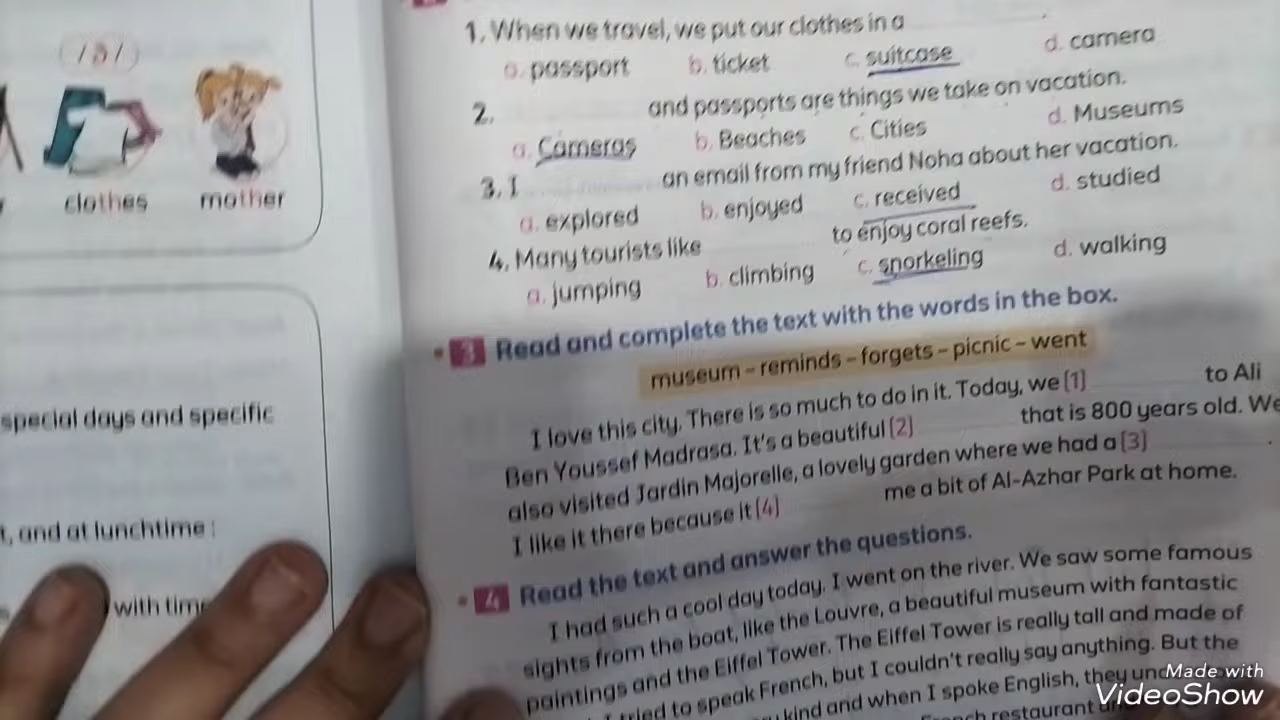 /ð/
clothes mother
special days and specific
t, and at lunchtime :
with time
1. When we travel, we put our clothes in a
a. passport b. ticket c. suitcase d. camera
2. and passports are things we take on vacation.
a. Cameras b. Beaches c. Cities d. Museums
3. I an email from my friend Noha about her vacation.
a. explored b. enjoyed c. received d. studied
4. Many tourists like to enjoy coral reefs.
a. jumping b. climbing c. snorkeling d. walking
3 Read and complete the text with the words in the box.
museum – reminds – forgets – picnic – went
I love this city. There is so much to do in it. Today, we (1) to Ali
Ben Youssef Madrasa. It's a beautiful (2) that is 800 years old. We
also visited Jardin Majorelle, a lovely garden where we had a (3) .
I like it there because it (4) me a bit of Al-Azhar Park at home.
4 Read the text and answer the questions.
I had such a cool day today. I went on the river. We saw some famous
sights from the boat, like the Louvre, a beautiful museum with fantastic
paintings and the Eiffel Tower. The Eiffel Tower is really tall and made of
I tried to speak French, but I couldn't really say anything. But the
kind and when I spoke English, they
French restaurant
Made with
VideoShow